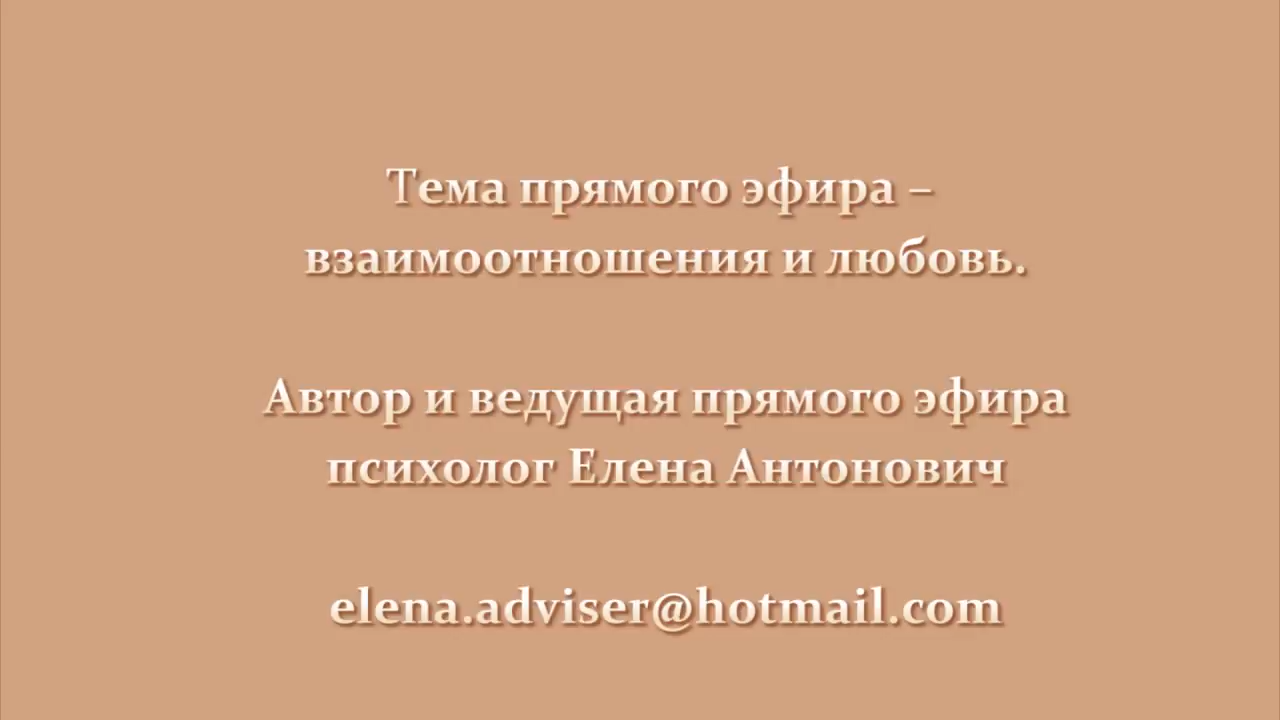 Тема прямого эфира –
взаимоотношения и любовь.
Автор и ведущая прямого эфира
психолог Елена Антонович
elena.adviser@hotmail.com